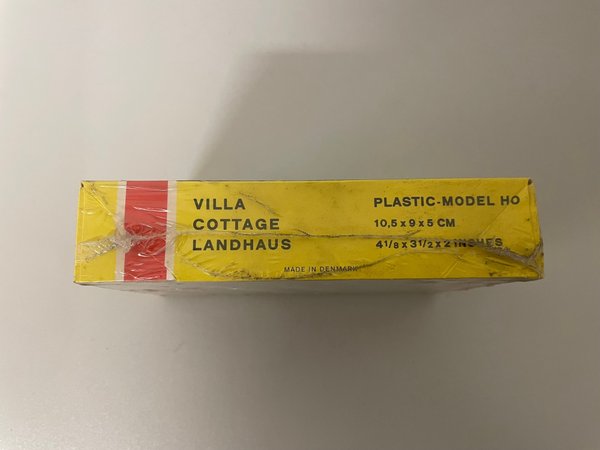 VILLA
COTTAGE
LANDHAUS
PLASTIC-MODEL HO
10,5 x 9 x 5 CM
4 1/8 x 3 1/2 x 2 INCHES
MADE IN DENMARK